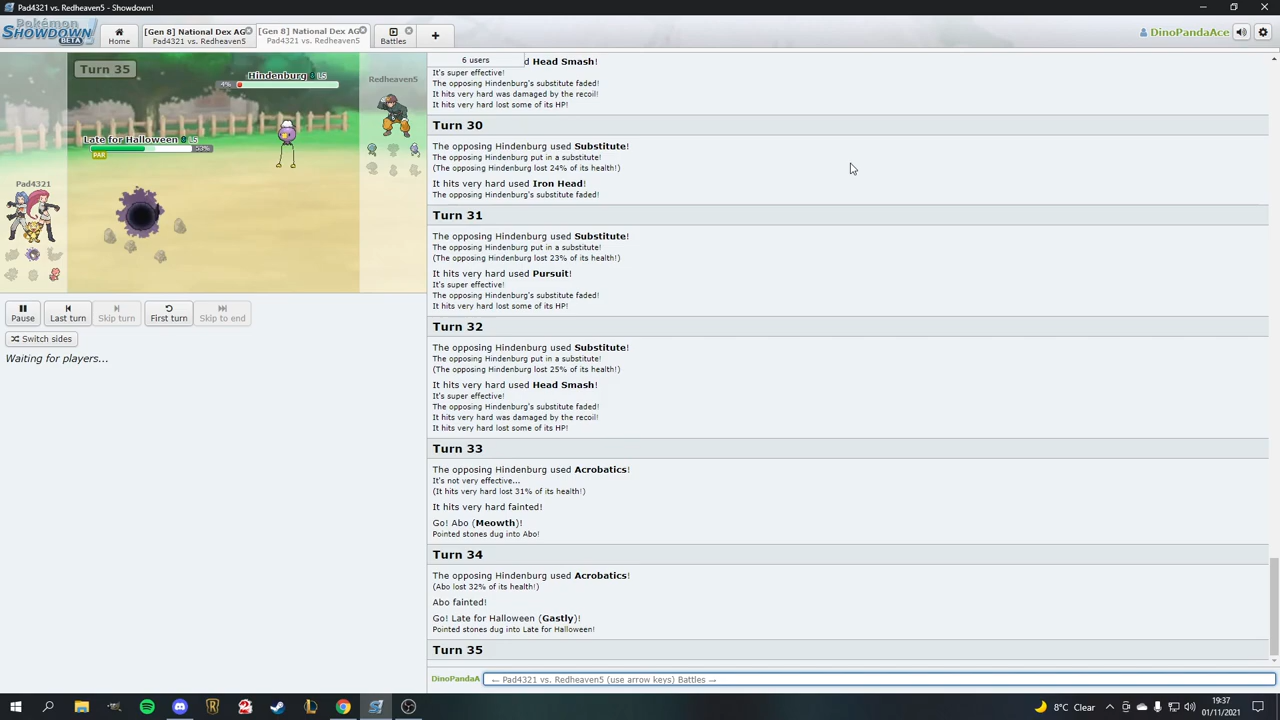 Pad4321 vs. Redheaven5 - Showdown!
Pokémon
SHOWDOWN
BETA
Home
[Gen 8] National Dex AG
Pad4321 vs. Redheaven5
[Gen 8] National Dex AG
Pad4321 vs. Redheaven5
Battles
DinoPandaAce
Turn 35
Hindenburg L5
4%
Redheaven5
Late for Halloween L5
53%
PAR
Pad4321
Pause
Last turn
Skip turn
First turn
Skip to end
Switch sides
Waiting for players...
6 users
d Head Smash!
It's super effective!
The opposing Hindenburg's substitute faded!
It hits very hard was damaged by the recoil!
It hits very hard lost some of its HP!
Turn 30
The opposing Hindenburg used Substitute!
The opposing Hindenburg put in a substitute!
(The opposing Hindenburg lost 24% of its health!)
It hits very hard used Iron Head!
The opposing Hindenburg's substitute faded!
Turn 31
The opposing Hindenburg used Substitute!
The opposing Hindenburg put in a substitute!
(The opposing Hindenburg lost 23% of its health!)
It hits very hard used Pursuit!
It's super effective!
The opposing Hindenburg's substitute faded!
It hits very hard lost some of its HP!
Turn 32
The opposing Hindenburg used Substitute!
The opposing Hindenburg put in a substitute!
(The opposing Hindenburg lost 25% of its health!)
It hits very hard used Head Smash!
It's super effective!
The opposing Hindenburg's substitute faded!
It hits very hard was damaged by the recoil!
It hits very hard lost some of its HP!
Turn 33
The opposing Hindenburg used Acrobatics!
It's not very effective...
(It hits very hard lost 31% of its health!)
It hits very hard fainted!
Go! Abo (Meowth)!
Pointed stones dug into Abo!
Turn 34
The opposing Hindenburg used Acrobatics!
(Abo lost 32% of its health!)
Abo fainted!
Go! Late for Halloween (Gastly)!
Pointed stones dug into Late for Halloween!
Turn 35
DinoPandaA
← Pad4321 vs. Redheaven5 (use arrow keys) Battles →
8°C Clear
19:37
01/11/2021